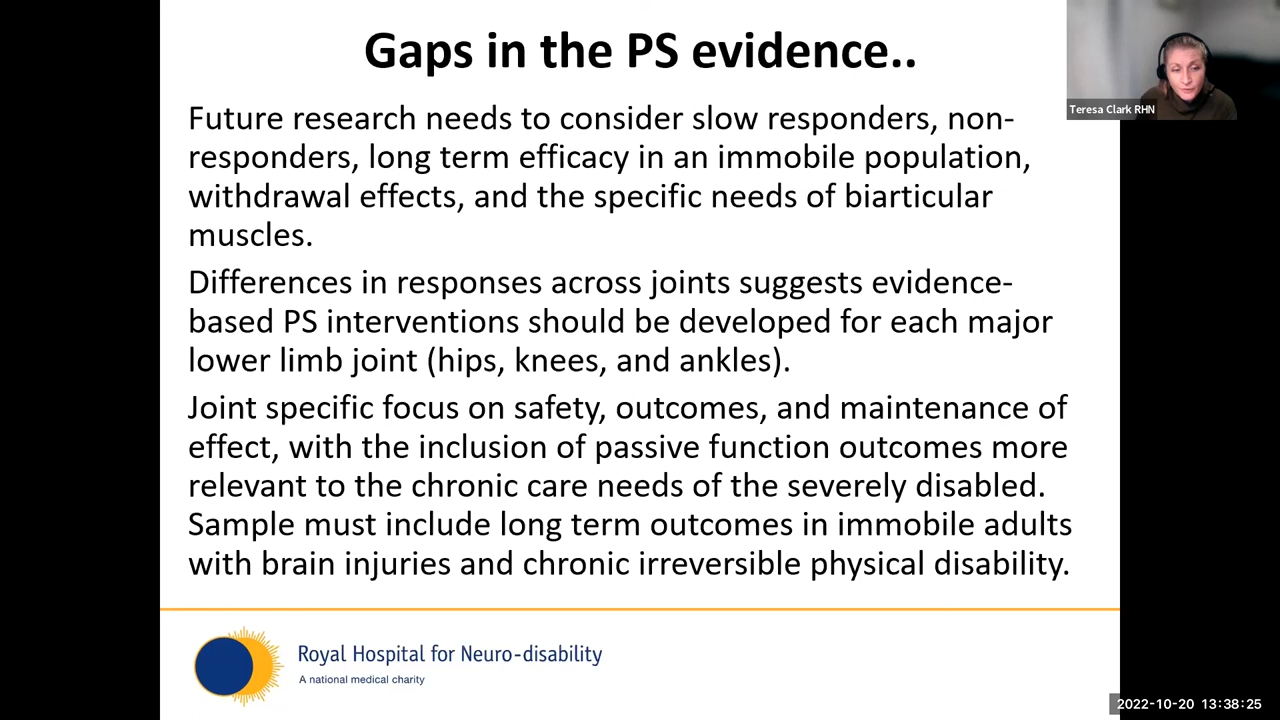 Gaps in the PS evidence..
Teresa Clark RHN
Future research needs to consider slow responders, non-
responders, long term efficacy in an immobile population,
withdrawal effects, and the specific needs of biarticular
muscles.
Differences in responses across joints suggests evidence-
based PS interventions should be developed for each major
lower limb joint (hips, knees, and ankles).
Joint specific focus on safety, outcomes, and maintenance of
effect, with the inclusion of passive function outcomes more
relevant to the chronic care needs of the severely disabled.
Sample must include long term outcomes in immobile adults
with brain injuries and chronic irreversible physical disability.
Royal Hospital for Neuro-disability
A national medical charity
2022-10-20 13:38:25